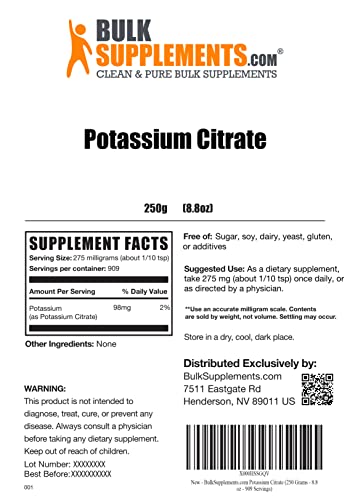 BULK
SUPPLEMENTS.COM®
CLEAN & PURE BULK SUPPLEMENTS
Potassium Citrate
250g (8.8oz)
SUPPLEMENT FACTS
Serving Size: 275 milligrams (about 1/10 tsp)
Servings per container: 909
Amount Per Serving % Daily Value
Potassium 98mg 2%
(as Potassium Citrate)
Other Ingredients: None
Free of: Sugar, soy, dairy, yeast, gluten,
or additives
Suggested Use: As a dietary supplement,
take 275 mg (about 1/10 tsp) once daily, or
as directed by a physician.
**Use an accurate milligram scale. Contents
are sold by weight, not volume. Settling may occur.
Store in a dry, cool, dark place.
WARNING:
This product is not intended to
diagnose, treat, cure, or prevent any
disease. Always consult a physician
before taking any dietary supplement.
Keep out of reach of children.
Lot Number: XXXXXXX
Best Before:XXXXXXXXX
001
Distributed Exclusively by:
BulkSupplements.com
7511 Eastgate Rd
Henderson, NV 89011 US
New - BulkSupplements.com Potassium Citrate (250 Grams - 8.8
oz - 909 Servings)